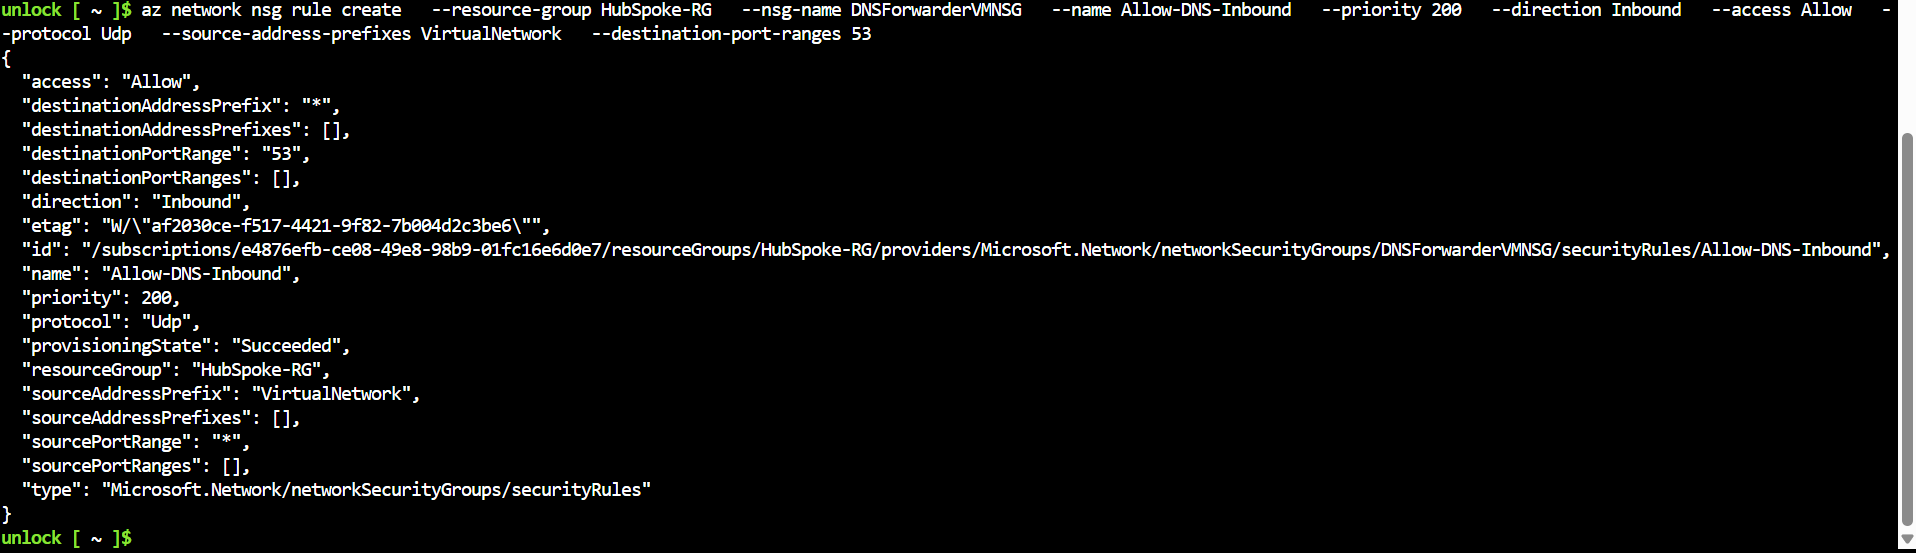 unlock [ ~ ]$ az network nsg rule create   --resource-group HubSpoke-RG   --nsg-name DNSForwarderVMNSG   --name Allow-DNS-Inbound   --priority 200   --direction Inbound   --access Allow   -
-protocol Udp   --source-address-prefixes VirtualNetwork   --destination-port-ranges 53
{
  "access": "Allow",
  "destinationAddressPrefix": "*",
  "destinationAddressPrefixes": [],
  "destinationPortRange": "53",
  "destinationPortRanges": [],
  "direction": "Inbound",
  "etag": "W/\"af2030ce-f517-4421-9f82-7b004d2c3be6\"",
  "id": "/subscriptions/e4876efb-ce08-49e8-98b9-01fc16e6d0e7/resourceGroups/HubSpoke-RG/providers/Microsoft.Network/networkSecurityGroups/DNSForwarderVMNSG/securityRules/Allow-DNS-Inbound",
  "name": "Allow-DNS-Inbound",
  "priority": 200,
  "protocol": "Udp",
  "provisioningState": "Succeeded",
  "resourceGroup": "HubSpoke-RG",
  "sourceAddressPrefix": "VirtualNetwork",
  "sourceAddressPrefixes": [],
  "sourcePortRange": "*",
  "sourcePortRanges": [],
  "type": "Microsoft.Network/networkSecurityGroups/securityRules"
}
unlock [ ~ ]$